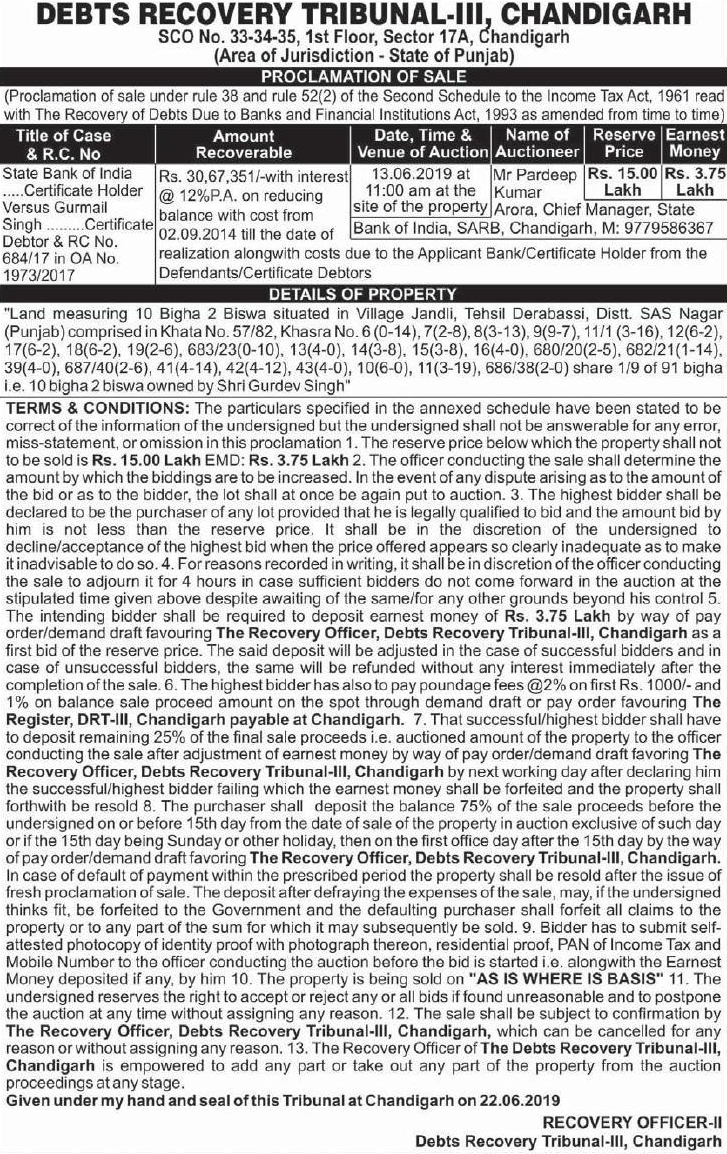 DEBTS RECOVERY TRIBUNAL-III, CHANDIGARH
SCO No. 33-34-35, 1st Floor, Sector 17A, Chandigarh
(Area of Jurisdiction - State of Punjab)
PROCLAMATION OF SALE
(Proclamation of sale under rule 38 and rule 52(2) of the Second Schedule to the Income Tax Act, 1961 read
with The Recovery of Debts Due to Banks and Financial Institutions Act, 1993 as amended from time to time)
Title of Case
& R.C. No
Amount
Recoverable
Date, Time &
Venue of Auction
Name of
Auctioneer
Reserve
Price
Earnest
Money
State Bank of India
.....Certificate Holder
Versus Gurmail
Singh .........Certificate
Debtor & RC No.
684/17 in OA No.
1973/2017
Rs. 30,67,351/-with interest
@ 12%P.A. on reducing
balance with cost from
02.09.2014 till the date of
realization alongwith costs due to the Applicant Bank/Certificate Holder from the
Defendants/Certificate Debtors
13.06.2019 at
11:00 am at the
site of the property
Mr Pardeep
Kumar
Arora, Chief Manager, State
Bank of India, SARB, Chandigarh, M: 9779586367
Rs. 15.00
Lakh
Rs. 3.75
Lakh
DETAILS OF PROPERTY
"Land measuring 10 Bigha 2 Biswa situated in Village Jandli, Tehsil Derabassi, Distt. SAS Nagar
(Punjab) comprised in Khata No. 57/82, Khasra No. 6 (0-14), 7(2-8), 8(3-13), 9(9-7), 11/1 (3-16), 12(6-2),
17(6-2), 18(6-2), 19(2-6), 683/23(0-10), 13(4-0), 14(3-8), 15(3-8), 16(4-0), 680/20(2-5), 682/21(1-14),
39(4-0), 687/40(2-6), 41(4-14), 42(4-12), 43(4-0), 10(6-0), 11(3-19), 686/38(2-0) share 1/9 of 91 bigha
i.e. 10 bigha 2 biswa owned by Shri Gurdev Singh"
TERMS & CONDITIONS: The particulars specified in the annexed schedule have been stated to be
correct of the information of the undersigned but the undersigned shall not be answerable for any error,
miss-statement, or omission in this proclamation 1. The reserve price below which the property shall not
to be sold is Rs. 15.00 Lakh EMD: Rs. 3.75 Lakh 2. The officer conducting the sale shall determine the
amount by which the biddings are to be increased. In the event of any dispute arising as to the amount of
the bid or as to the bidder, the lot shall at once be again put to auction. 3. The highest bidder shall be
declared to be the purchaser of any lot provided that he is legally qualified to bid and the amount bid by
him is not less than the reserve price. It shall be in the discretion of the undersigned to
decline/acceptance of the highest bid when the price offered appears so clearly inadequate as to make
it inadvisable to do so. 4. For reasons recorded in writing, it shall be in discretion of the officer conducting
the sale to adjourn it for 4 hours in case sufficient bidders do not come forward in the auction at the
stipulated time given above despite awaiting of the same/for any other grounds beyond his control 5.
The intending bidder shall be required to deposit earnest money of Rs. 3.75 Lakh by way of pay
order/demand draft favouring The Recovery Officer, Debts Recovery Tribunal-III, Chandigarh as a
first bid of the reserve price. The said deposit will be adjusted in the case of successful bidders and in
case of unsuccessful bidders, the same will be refunded without any interest immediately after the
completion of the sale. 6. The highest bidder has also to pay poundage fees @2% on first Rs. 1000/- and
1% on balance sale proceed amount on the spot through demand draft or pay order favouring The
Register, DRT-III, Chandigarh payable at Chandigarh. 7. That successful/highest bidder shall have
to deposit remaining 25% of the final sale proceeds i.e. auctioned amount of the property to the officer
conducting the sale after adjustment of earnest money by way of pay order/demand draft favoring The
Recovery Officer, Debts Recovery Tribunal-III, Chandigarh by next working day after declaring him
the successful/highest bidder failing which the earnest money shall be forfeited and the property shall
forthwith be resold 8. The purchaser shall deposit the balance 75% of the sale proceeds before the
undersigned on or before 15th day from the date of sale of the property in auction exclusive of such day
or if the 15th day being Sunday or other holiday, then on the first office day after the 15th day by the way
of pay order/demand draft favoring The Recovery Officer, Debts Recovery Tribunal-III, Chandigarh.
In case of default of payment within the prescribed period the property shall be resold after the issue of
fresh proclamation of sale. The deposit after defraying the expenses of the sale, may, if the undersigned
thinks fit, be forfeited to the Government and the defaulting purchaser shall forfeit all claims to the
property or to any part of the sum for which it may subsequently be sold. 9. Bidder has to submit self-
attested photocopy of identity proof with photograph thereon, residential proof, PAN of Income Tax and
Mobile Number to the officer conducting the auction before the bid is started i.e. alongwith the Earnest
Money deposited if any, by him 10. The property is being sold on "AS IS WHERE IS BASIS" 11. The
undersigned reserves the right to accept or reject any or all bids if found unreasonable and to postpone
the auction at any time without assigning any reason. 12. The sale shall be subject to confirmation by
The Recovery Officer, Debts Recovery Tribunal-III, Chandigarh, which can be cancelled for any
reason or without assigning any reason. 13. The Recovery Officer of The Debts Recovery Tribunal-III,
Chandigarh is empowered to add any part or take out any part of the property from the auction
proceedings at any stage.
Given under my hand and seal of this Tribunal at Chandigarh on 22.06.2019
RECOVERY OFFICER-II
Debts Recovery Tribunal-III, Chandigarh